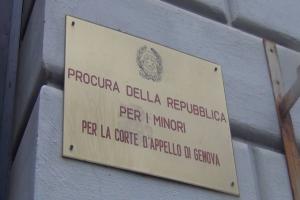 PROCURA DELLA REPUBBLICA
PER I MINORI
PER LA CORTE D'APPELLO DI GENOVA